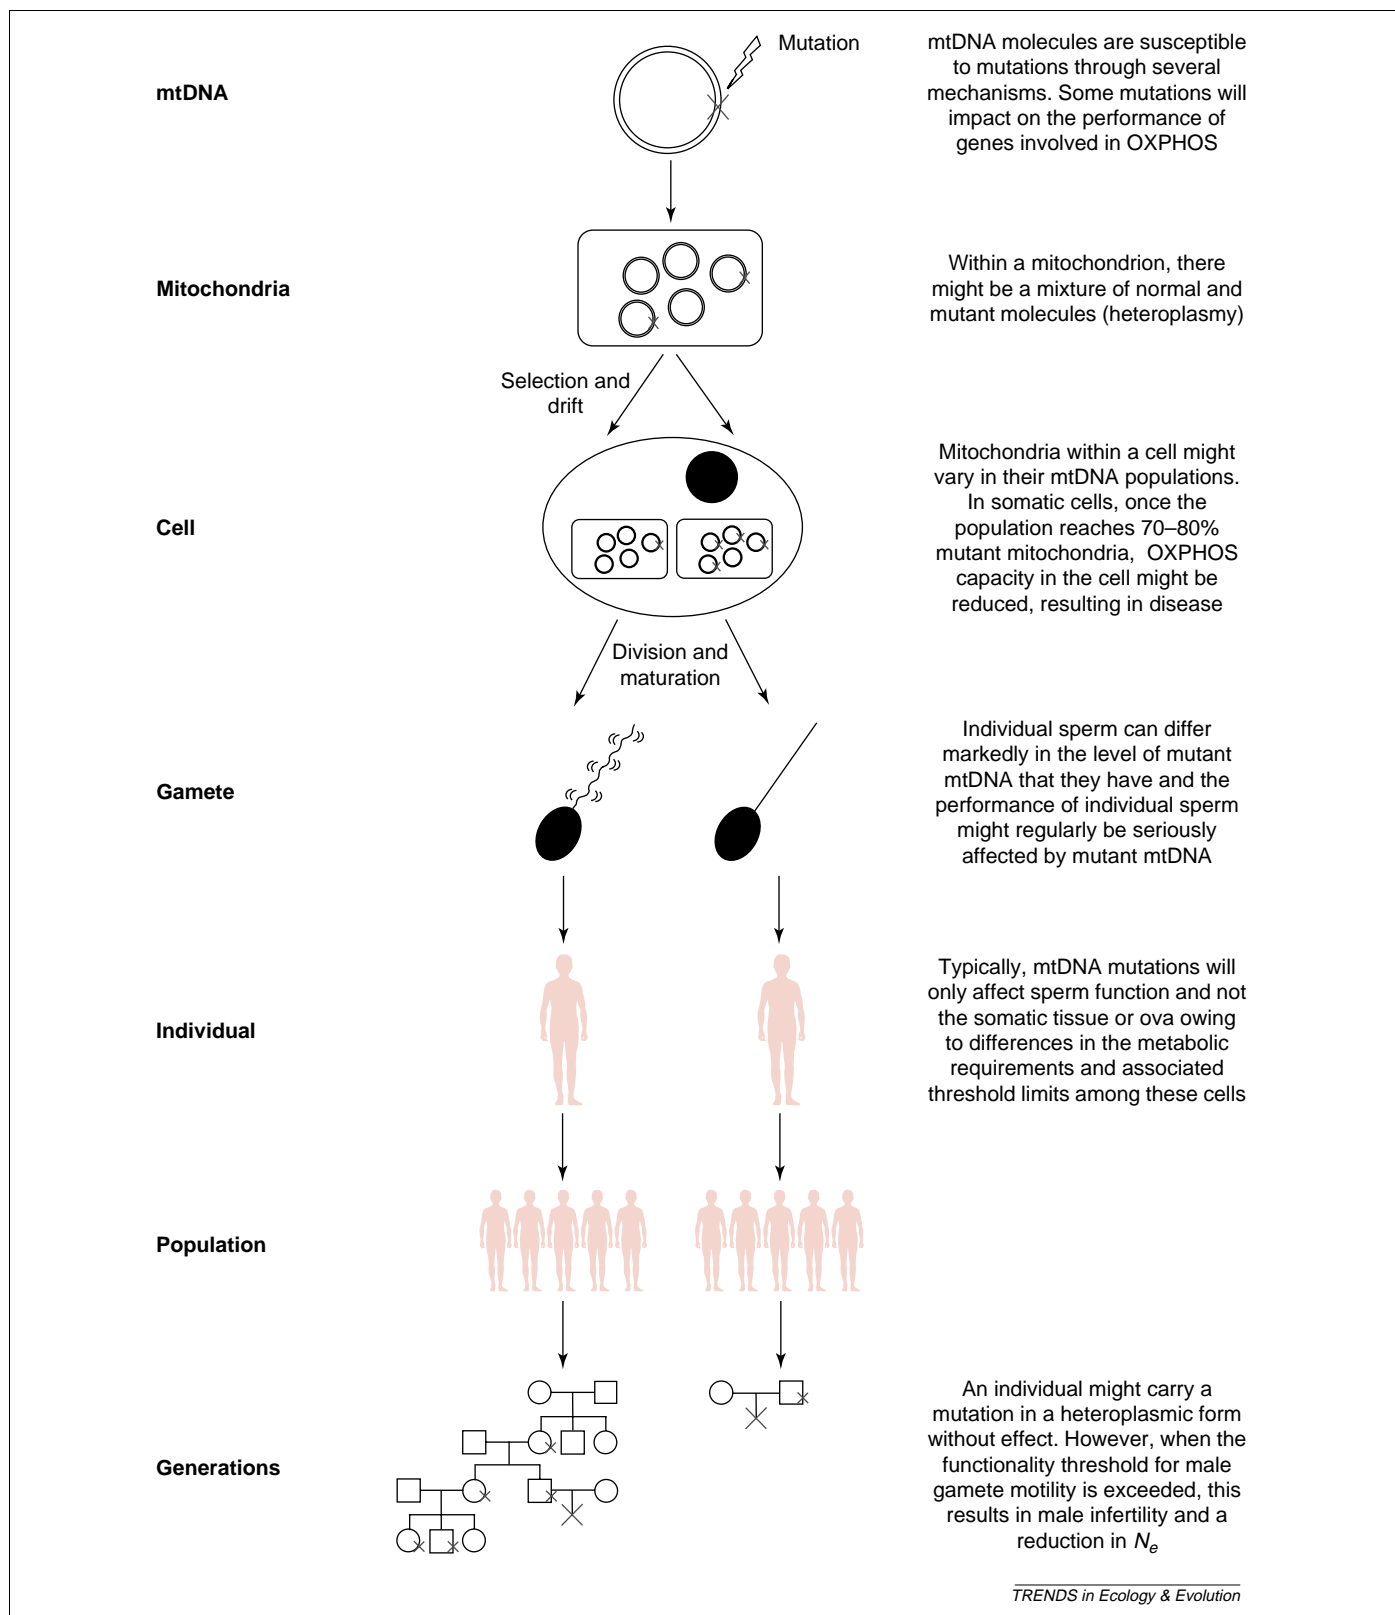 Mutation
mtDNA
mtDNA molecules are susceptible
to mutations through several
mechanisms. Some mutations will
impact on the performance of
genes involved in OXPHOS
Mitochondria
Within a mitochondrion, there
might be a mixture of normal and
mutant molecules (heteroplasmy)
Selection and
drift
Cell
Mitochondria within a cell might
vary in their mtDNA populations.
In somatic cells, once the
population reaches 70–80%
mutant mitochondria, OXPHOS
capacity in the cell might be
reduced, resulting in disease
Division and
maturation
Gamete
Individual sperm can differ
markedly in the level of mutant
mtDNA that they have and the
performance of individual sperm
might regularly be seriously
affected by mutant mtDNA
Individual
Typically, mtDNA mutations will
only affect sperm function and not
the somatic tissue or ova owing
to differences in the metabolic
requirements and associated
threshold limits among these cells
Population
Generations
An individual might carry a
mutation in a heteroplasmic form
without effect. However, when the
functionality threshold for male
gamete motility is exceeded, this
results in male infertility and a
reduction in Ne
TRENDS in Ecology & Evolution